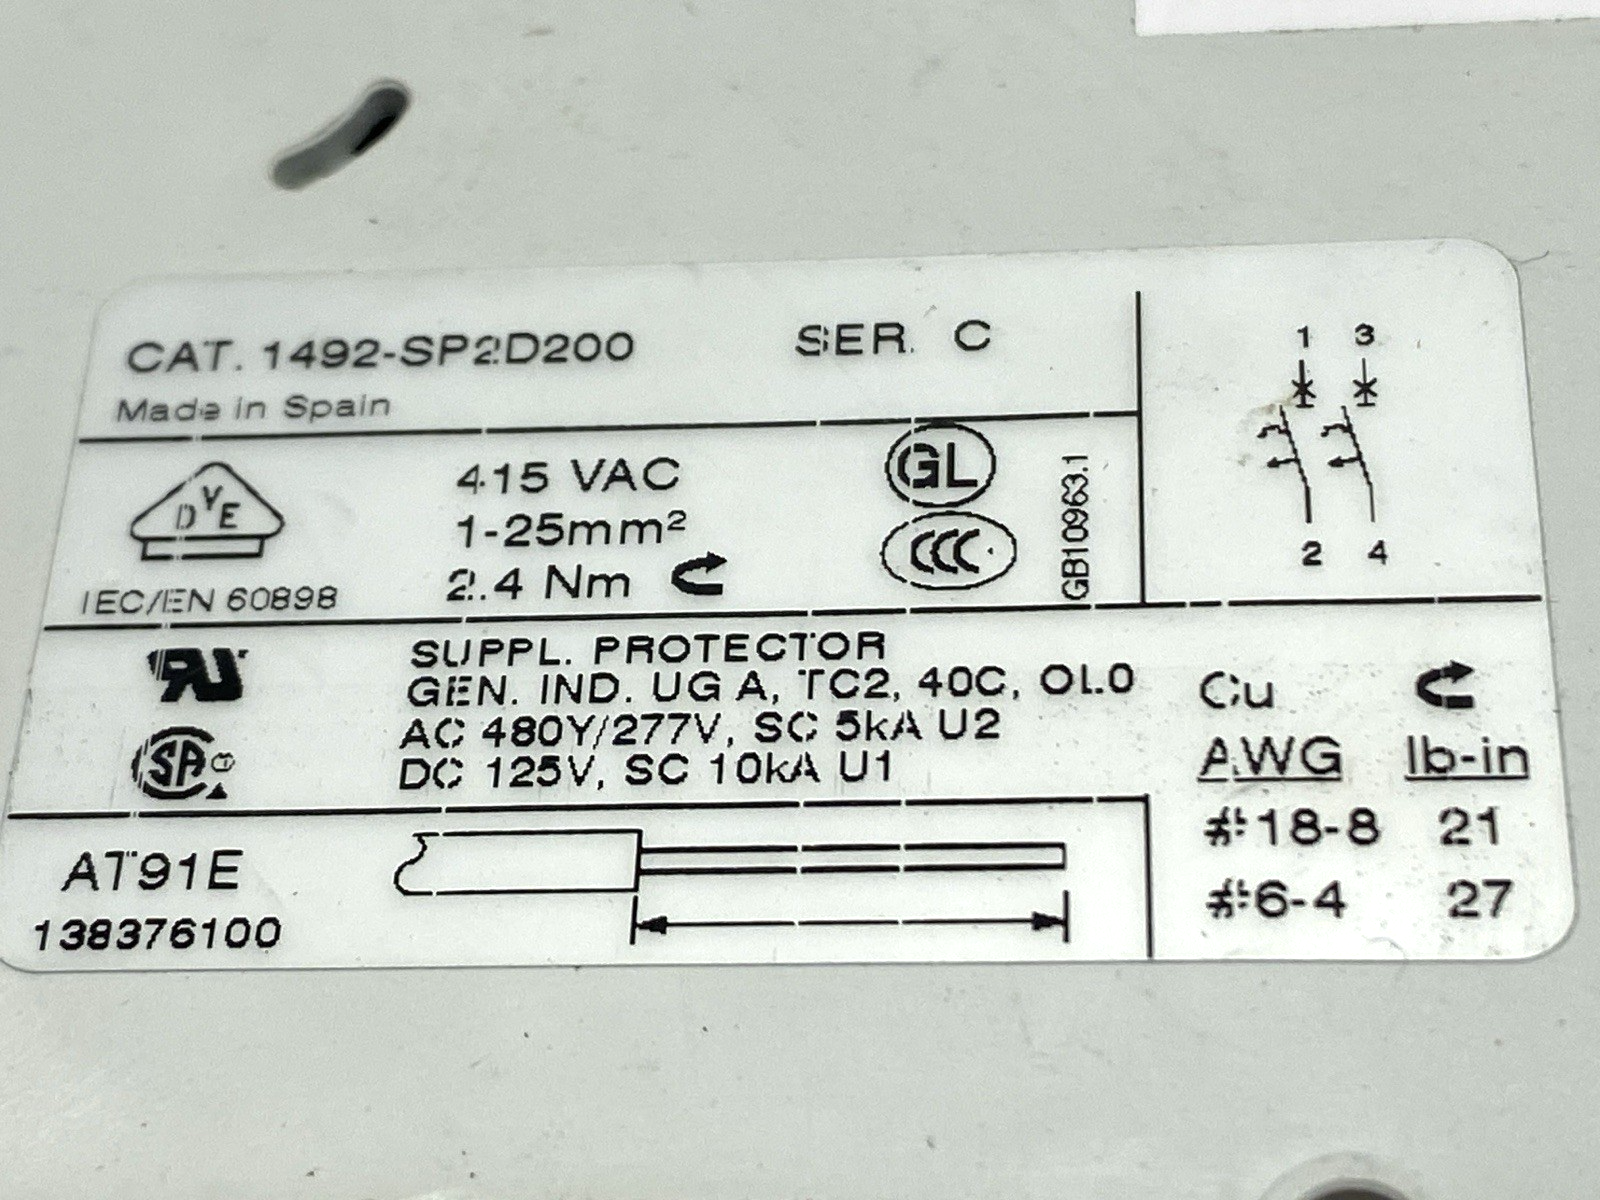 CAT. 1492-SP2D200 SER. C
Made in Spain
1 3
2 4
DVE
IEC/EN 60898
415 VAC
1-25mm²
2.4 Nm
GL
CCC
GB10963.1
RU
SA
SUPPL. PROTECTOR
GEN. IND. UG A, TC2, 40C, OL0
AC 480Y/277V, SC 5kA U2
DC 125V, SC 10kA U1
Cu
AWG lb-in
#18-8 21
#6-4 27
AT91E
138376100